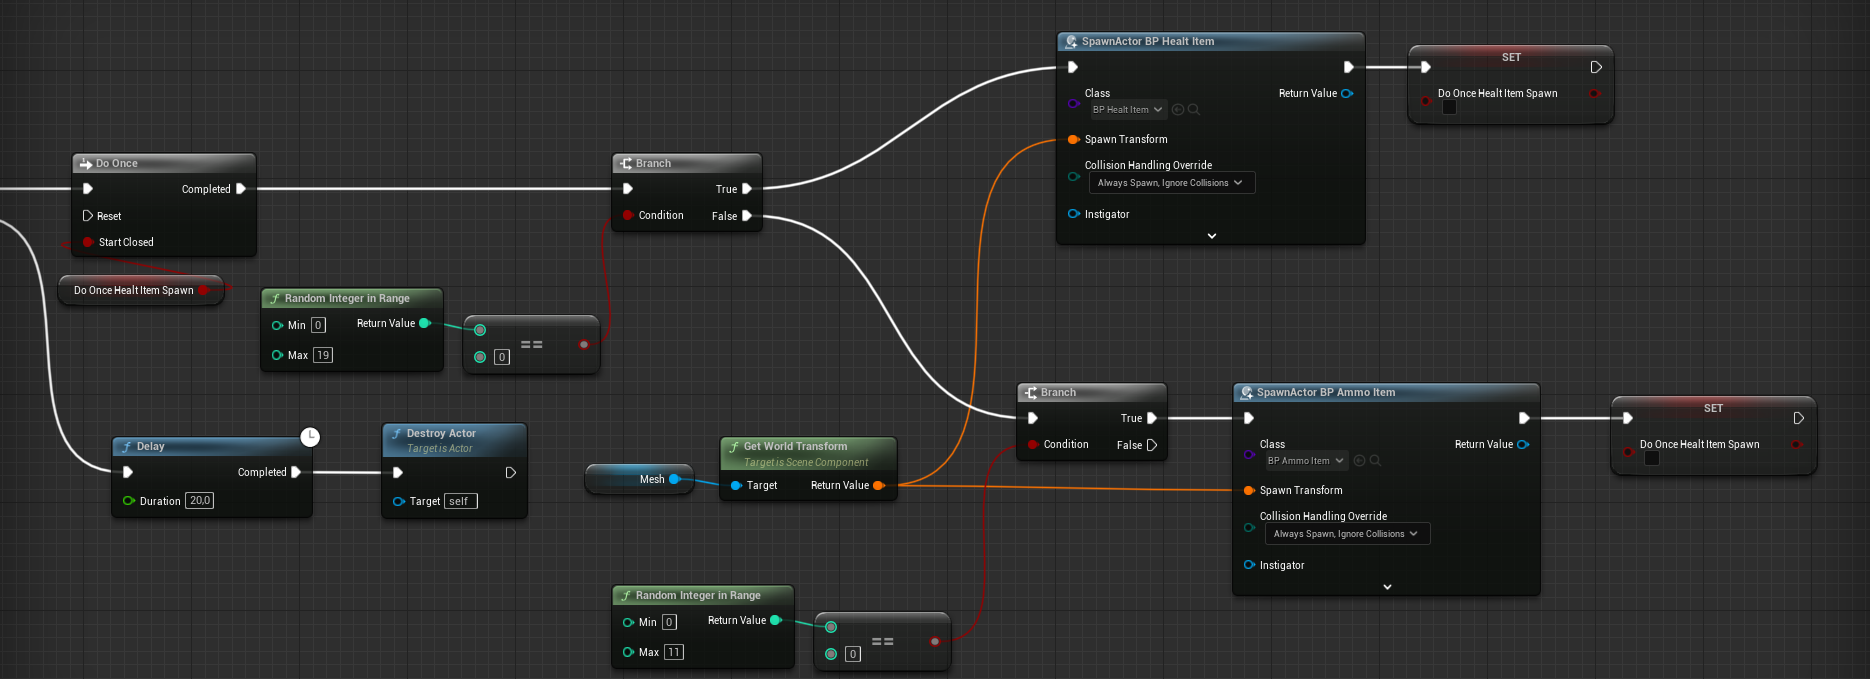 SpawnActor BP Healt Item
Class
BP Healt Item
Return Value
Spawn Transform
Collision Handling Override
Always Spawn, Ignore Collisions
Instigator
SET
Do Once Healt Item Spawn
Do Once
Completed
Reset
Start Closed
Do Once Healt Item Spawn
Branch
True
Condition
False
Random Integer in Range
Min 0
Return Value
Max 19
==
0
Delay
Completed
Duration 20,0
Destroy Actor
Target is Actor
Target self
Mesh
Get World Transform
Target is Scene Component
Target
Return Value
Branch
True
Condition
False
SpawnActor BP Ammo Item
Class
BP Ammo Item
Return Value
Spawn Transform
Collision Handling Override
Always Spawn, Ignore Collisions
Instigator
SET
Do Once Healt Item Spawn
Random Integer in Range
Min 0
Return Value
Max 11
==
0